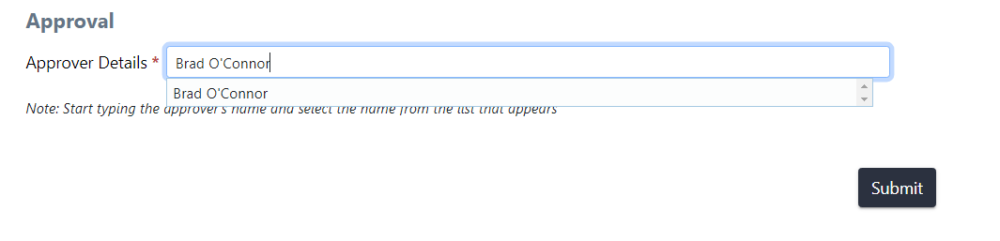 Approval
Approver Details *
Brad O'Connor
Brad O'Connor
Note: Start typing the approver's name and select the name from the list that appears
Submit